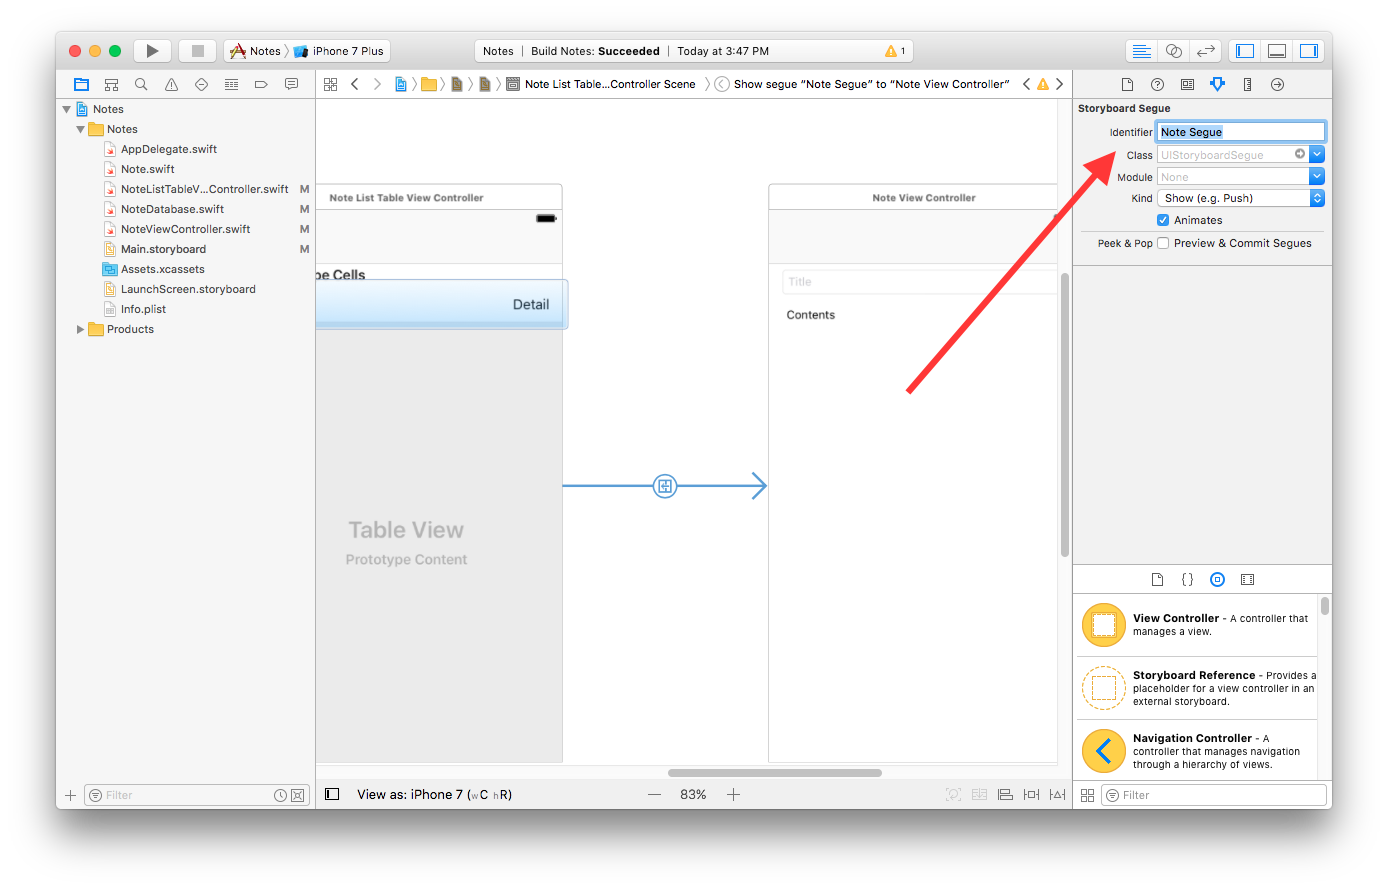 Notes
iPhone 7 Plus
Notes | Build Notes: Succeeded | Today at 3:47 PM
1
Note List Table...Controller Scene
Show segue “Note Segue” to “Note View Controller”
Notes
Notes
AppDelegate.swift
Note.swift
NoteListTableV...Controller.swift M
NoteDatabase.swift M
NoteViewController.swift M
Main.storyboard M
Assets.xcassets
LaunchScreen.storyboard
Info.plist
Products
Filter
Note List Table View Controller
pe Cells
Detail
Table View
Prototype Content
Note View Controller
Title
Contents
View as: iPhone 7 (wC hR)
83%
Storyboard Segue
Identifier Note Segue
Class UIStoryboardSegue
Module None
Kind Show (e.g. Push)
Animates
Peek & Pop Preview & Commit Segues
{}
View Controller - A controller that
manages a view.
Storyboard Reference - Provides a
placeholder for a view controller in an
external storyboard.
Navigation Controller - A
controller that manages navigation
through a hierarchy of views.
Filter